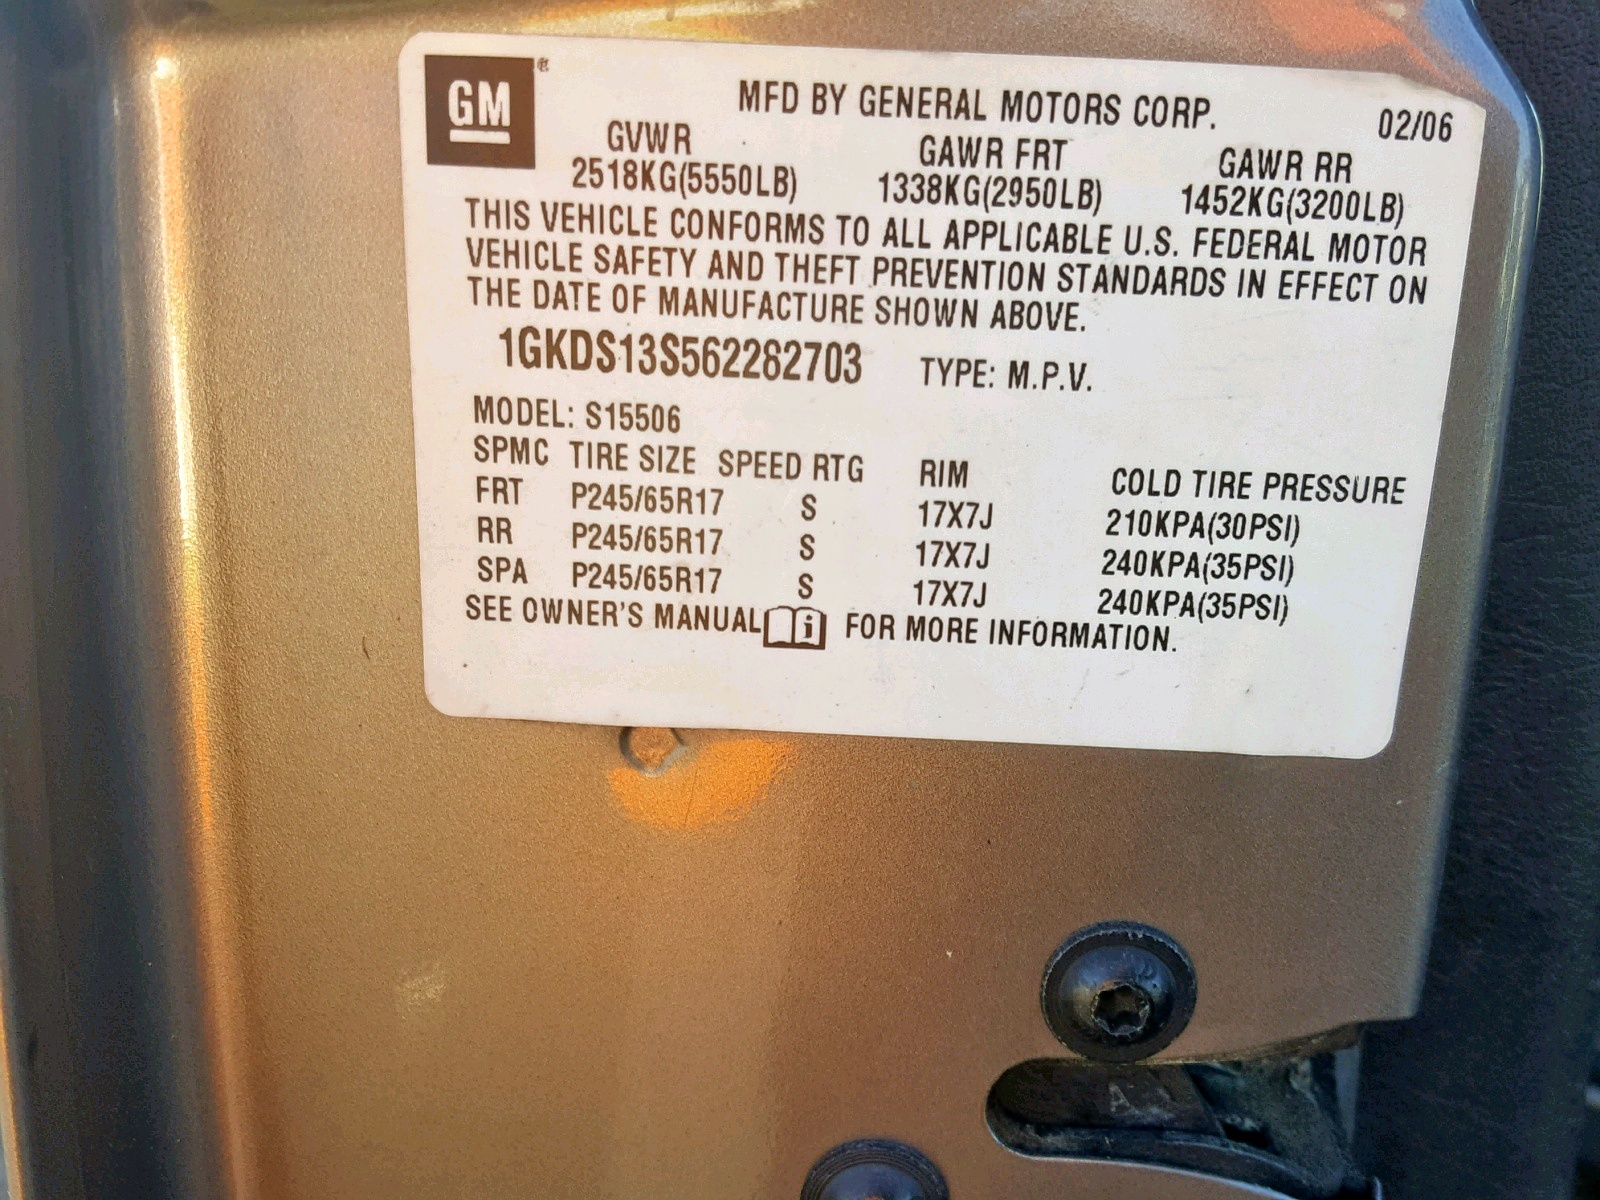 GM
MFD BY GENERAL MOTORS CORP. 02/06
GVWR GAWR FRT GAWR RR
2518KG(5550LB) 1338KG(2950LB) 1452KG(3200LB)
THIS VEHICLE CONFORMS TO ALL APPLICABLE U.S. FEDERAL MOTOR
VEHICLE SAFETY AND THEFT PREVENTION STANDARDS IN EFFECT ON
THE DATE OF MANUFACTURE SHOWN ABOVE.
1GKDS13S562282703 TYPE: M.P.V.
MODEL: S15506
SPMC TIRE SIZE SPEED RTG RIM COLD TIRE PRESSURE
FRT P245/65R17 S 17X7J 210KPA(30PSI)
RR P245/65R17 S 17X7J 240KPA(35PSI)
SPA P245/65R17 S 17X7J 240KPA(35PSI)
SEE OWNER'S MANUAL i FOR MORE INFORMATION.
A